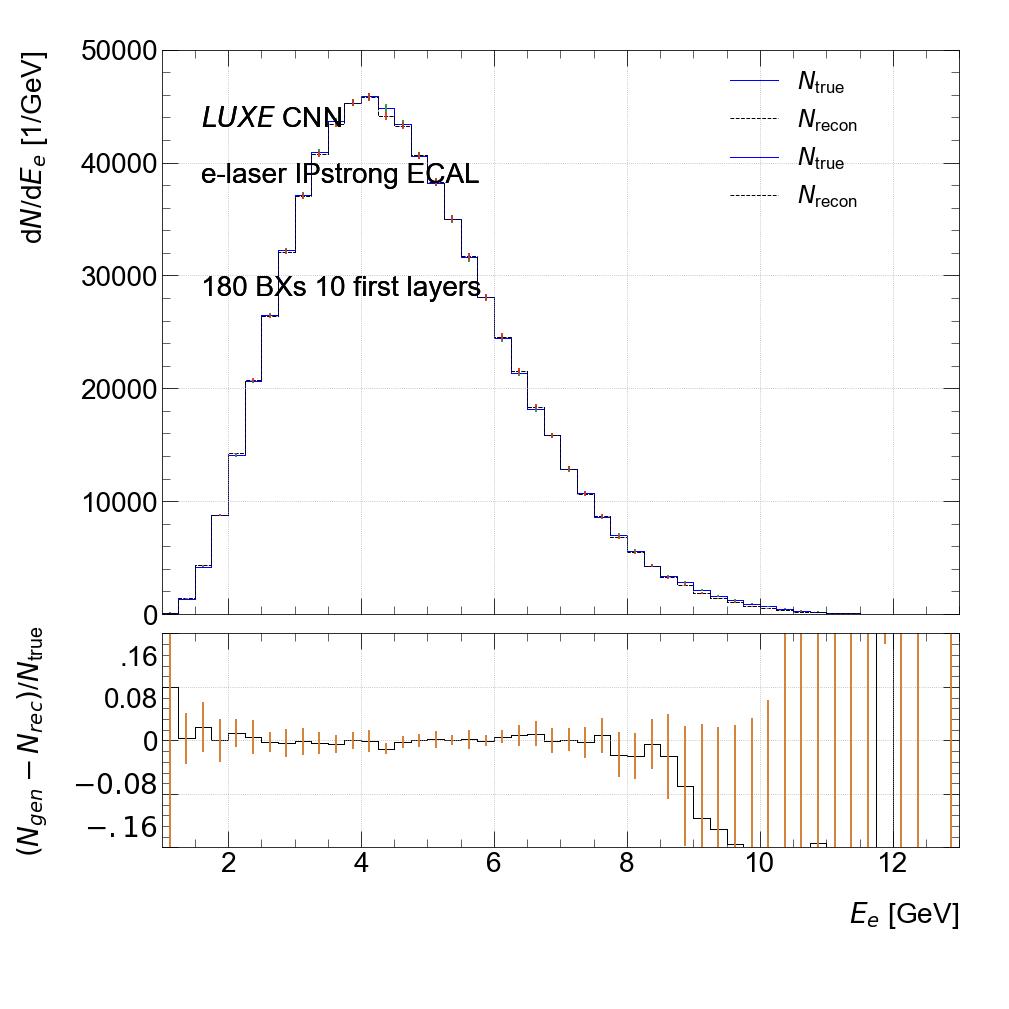 50000
40000
30000
20000
10000
0
dN/dE_e [1/GeV]
LUXE CNN
e-laser IPstrong ECAL
180 BXs 10 first layers
N_true
N_recon
N_true
N_recon
.16
0.08
0
−0.08
−.16
(N_gen − N_rec)/N_true
2 4 6 8 10 12
E_e [GeV]